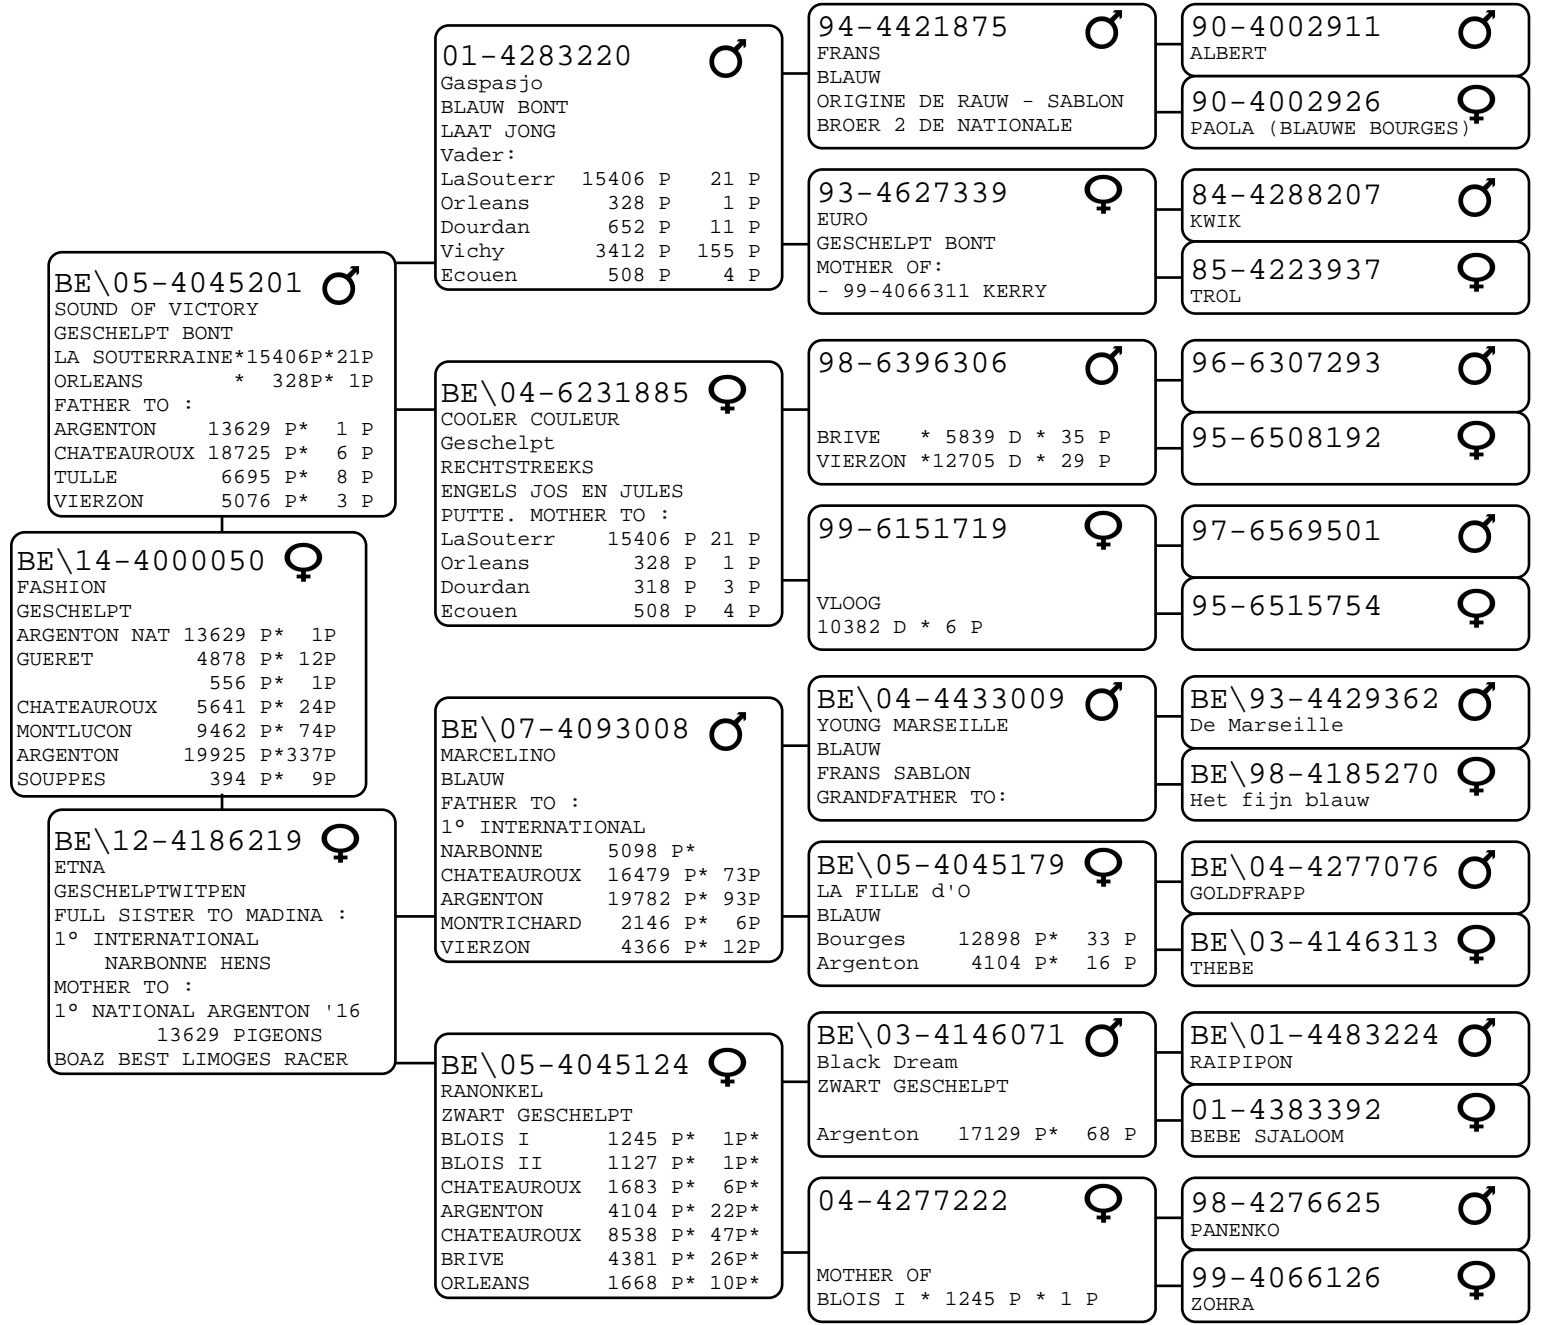 BE\14-4000050
FASHION
GESCHELPT
ARGENTON NAT 13629 P* 1P
GUERET 4878 P* 12P
556 P* 1P
CHATEAUROUX 5641 P* 24P
MONTLUCON 9462 P* 74P
ARGENTON 19925 P*337P
SOUPPES 394 P* 9P
BE\05-4045201
SOUND OF VICTORY
GESCHELPT BONT
LA SOUTERRAINE*15406P*21P
ORLEANS * 328P* 1P
FATHER TO :
ARGENTON 13629 P* 1 P
CHATEAUROUX 18725 P* 6 P
TULLE 6695 P* 8 P
VIERZON 5076 P* 3 P
BE\12-4186219
ETNA
GESCHELPTWITPEN
FULL SISTER TO MADINA :
1º INTERNATIONAL
NARBONNE HENS
MOTHER TO :
1º NATIONAL ARGENTON '16
13629 PIGEONS
BOAZ BEST LIMOGES RACER
01-4283220
Gaspasjo
BLAUW BONT
LAAT JONG
Vader:
LaSouterr 15406 P 21 P
Orleans 328 P 1 P
Dourdan 652 P 11 P
Vichy 3412 P 155 P
Ecouen 508 P 4 P
BE\04-6231885
COOLER COULEUR
Geschelpt
RECHTSTREEKS
ENGELS JOS EN JULES
PUTTE. MOTHER TO :
LaSouterr 15406 P 21 P
Orleans 328 P 1 P
Dourdan 318 P 3 P
Ecouen 508 P 4 P
BE\07-4093008
MARCELINO
BLAUW
FATHER TO :
1º INTERNATIONAL
NARBONNE 5098 P*
CHATEAUROUX 16479 P* 73P
ARGENTON 19782 P* 93P
MONTRICHARD 2146 P* 6P
VIERZON 4366 P* 12P
BE\05-4045124
RANONKEL
ZWART GESCHELPT
BLOIS I 1245 P* 1P*
BLOIS II 1127 P* 1P*
CHATEAUROUX 1683 P* 6P*
ARGENTON 4104 P* 22P*
CHATEAUROUX 8538 P* 47P*
BRIVE 4381 P* 26P*
ORLEANS 1668 P* 10P*
94-4421875
FRANS
BLAUW
ORIGINE DE RAUW - SABLON
BROER 2 DE NATIONALE
93-4627339
EURO
GESCHELPT BONT
MOTHER OF:
- 99-4066311 KERRY
98-6396306
BRIVE * 5839 D * 35 P
VIERZON *12705 D * 29 P
99-6151719
VLOOG
10382 D * 6 P
BE\04-4433009
YOUNG MARSEILLE
BLAUW
FRANS SABLON
GRANDFATHER TO:
BE\05-4045179
LA FILLE d'O
BLAUW
Bourges 12898 P* 33 P
Argenton 4104 P* 16 P
BE\03-4146071
Black Dream
ZWART GESCHELPT
Argenton 17129 P* 68 P
04-4277222
MOTHER OF
BLOIS I * 1245 P * 1 P
90-4002911
ALBERT
90-4002926
PAOLA (BLAUWE BOURGES)
84-4288207
KWIK
85-4223937
TROL
96-6307293
95-6508192
97-6569501
95-6515754
BE\93-4429362
De Marseille
BE\98-4185270
Het fijn blauw
BE\04-4277076
GOLDFRAPP
BE\03-4146313
THEBE
BE\01-4483224
RAIPIPON
01-4383392
BEBE SJALOOM
98-4276625
PANENKO
99-4066126
ZOHRA